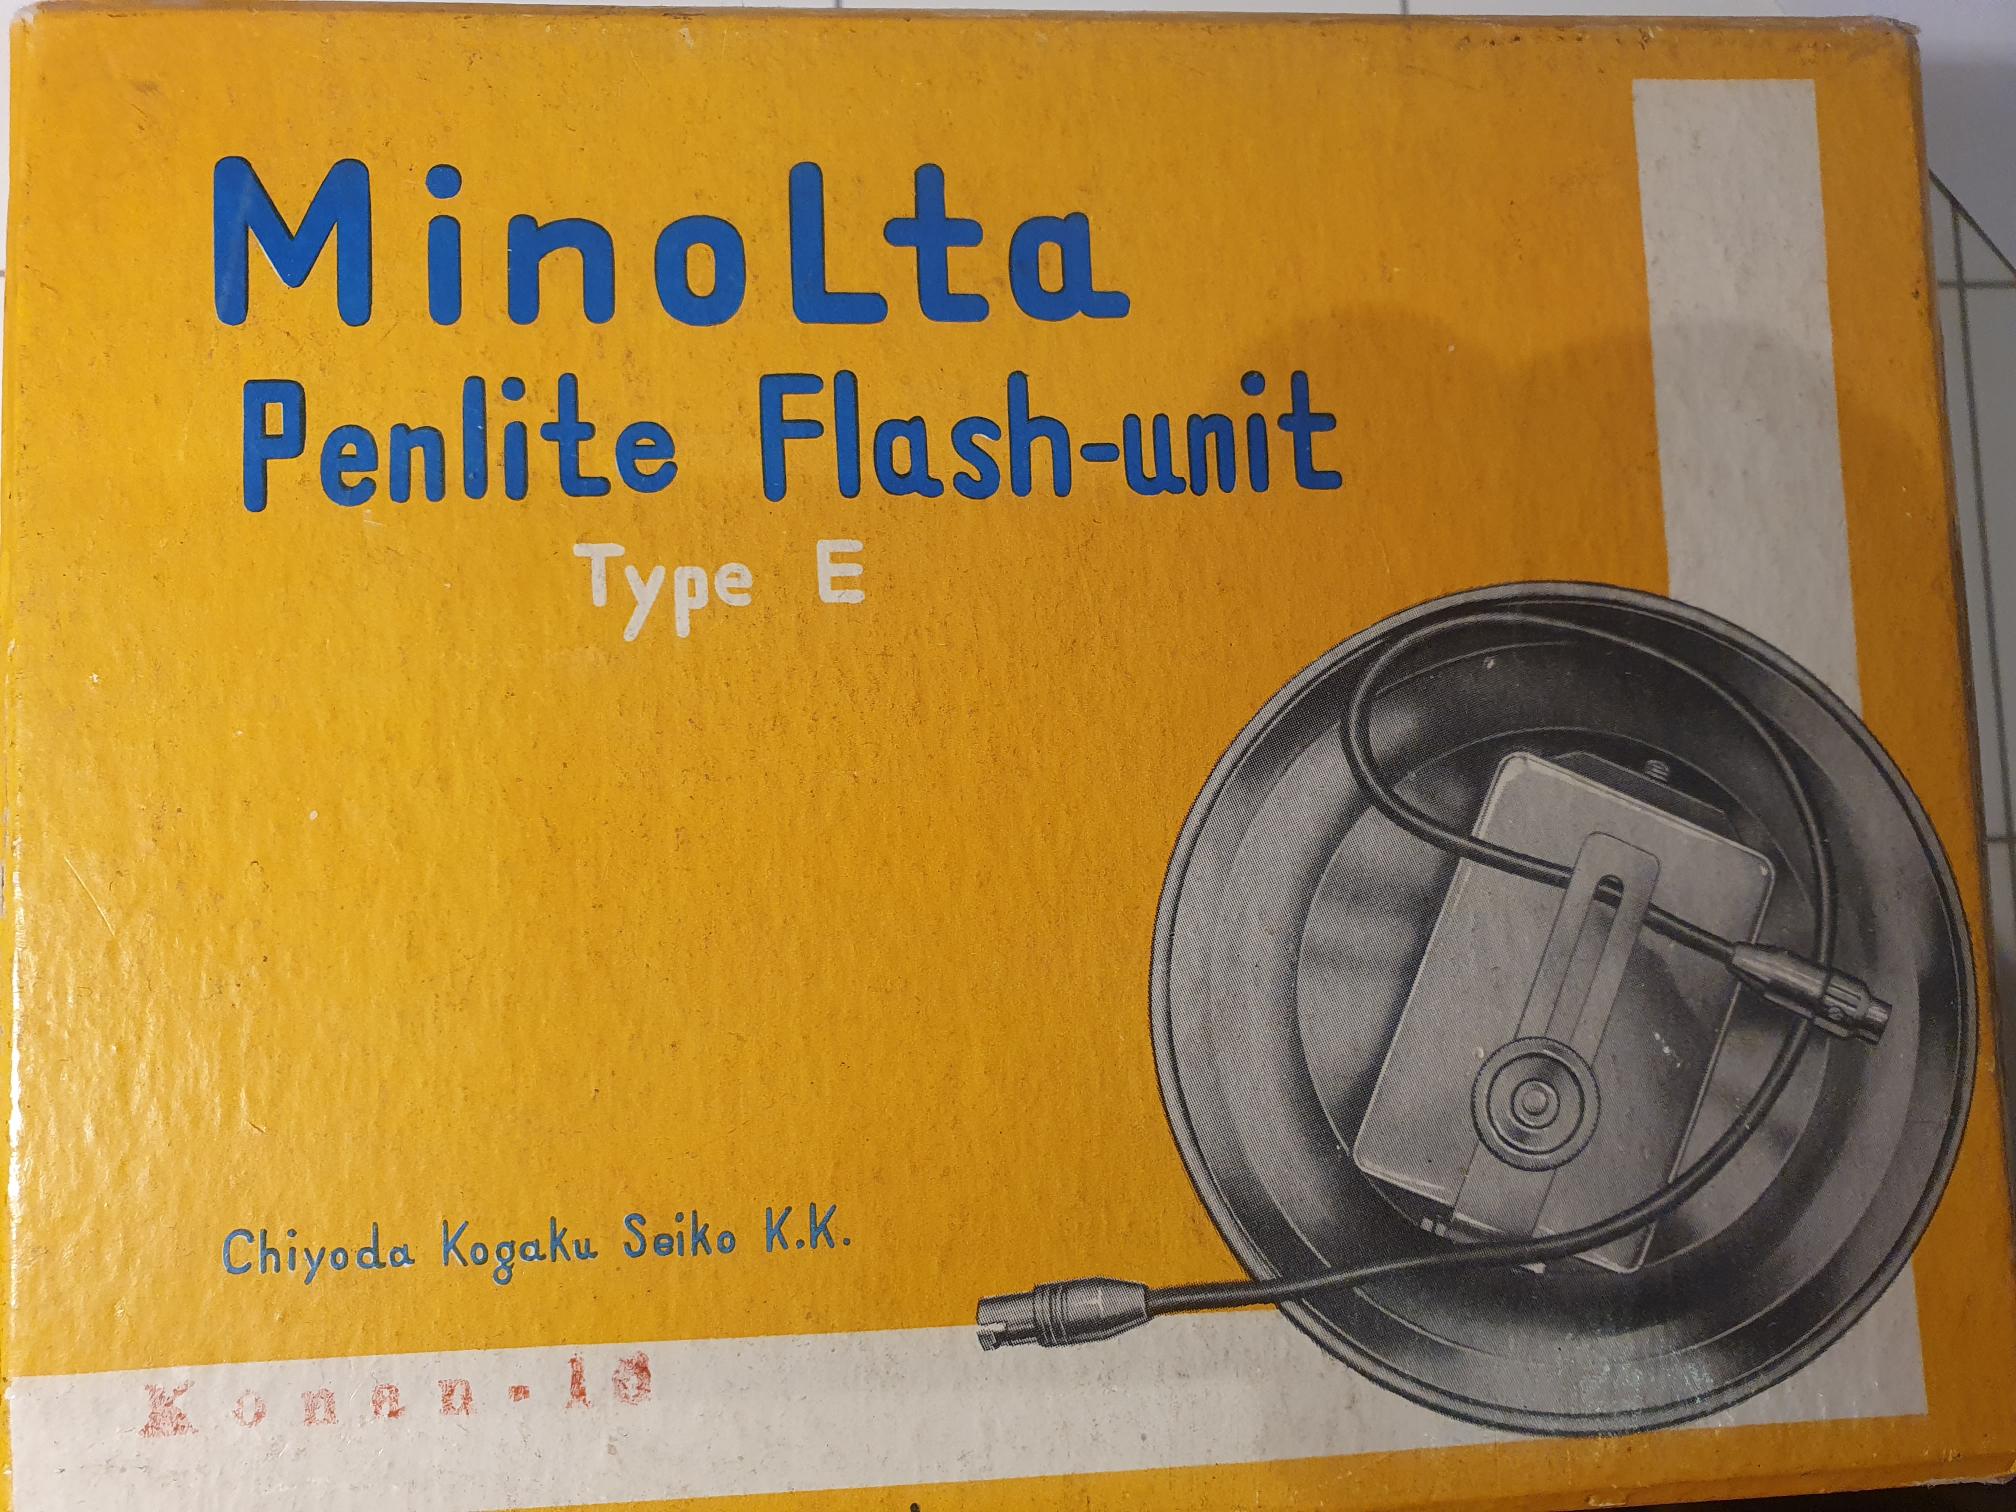 MinoLta
Penlite Flash-unit
Type E
Chiyoda Kogaku Seiko K.K.
Konan-16